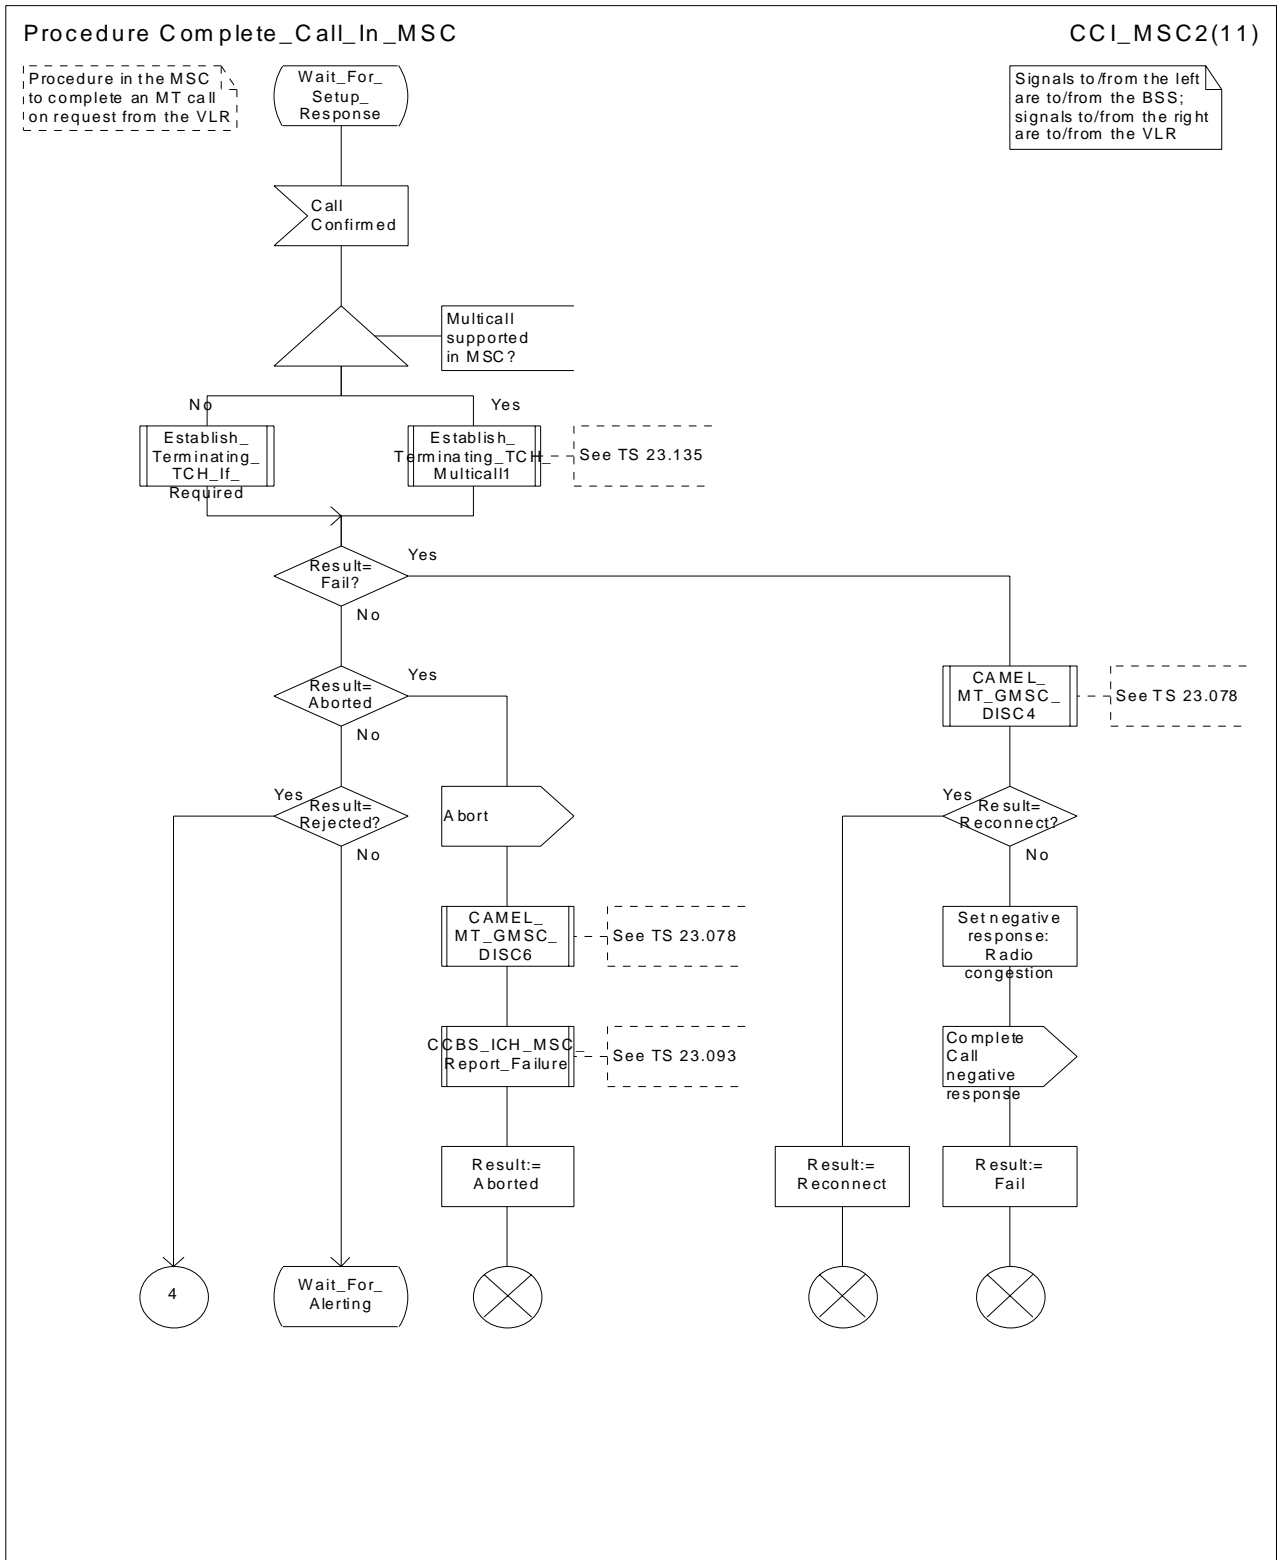 Procedure Complete_Call_In_MSC
CCI_MSC2(11)
Procedure in the MSC
to complete an MT call
on request from the VLR
Wait_For_
Setup_
Response
Signals to/from the left
are to/from the BSS;
signals to/from the right
are to/from the VLR
Call
Confirmed
Multicall
supported
in MSC?
No
Yes
Establish_
Terminating_
TCH_If_
Required
Establish_
Terminating_TCH_
Multicall1
See TS 23.135
Result=
Fail?
Yes
No
Result=
Aborted
Yes
No
CAMEL_
MT_GMSC_
DISC4
See TS 23.078
Yes
Result=
Rejected?
No
Abort
Yes
Result=
Reconnect?
No
CAMEL_
MT_GMSC_
DISC6
See TS 23.078
Set negative
response:
Radio
congestion
CCBS_ICH_MSC_
Report_Failure
See TS 23.093
Complete
Call
negative
response
Result:=
Aborted
Result:=
Reconnect
Result:=
Fail
4
Wait_For_
Alerting